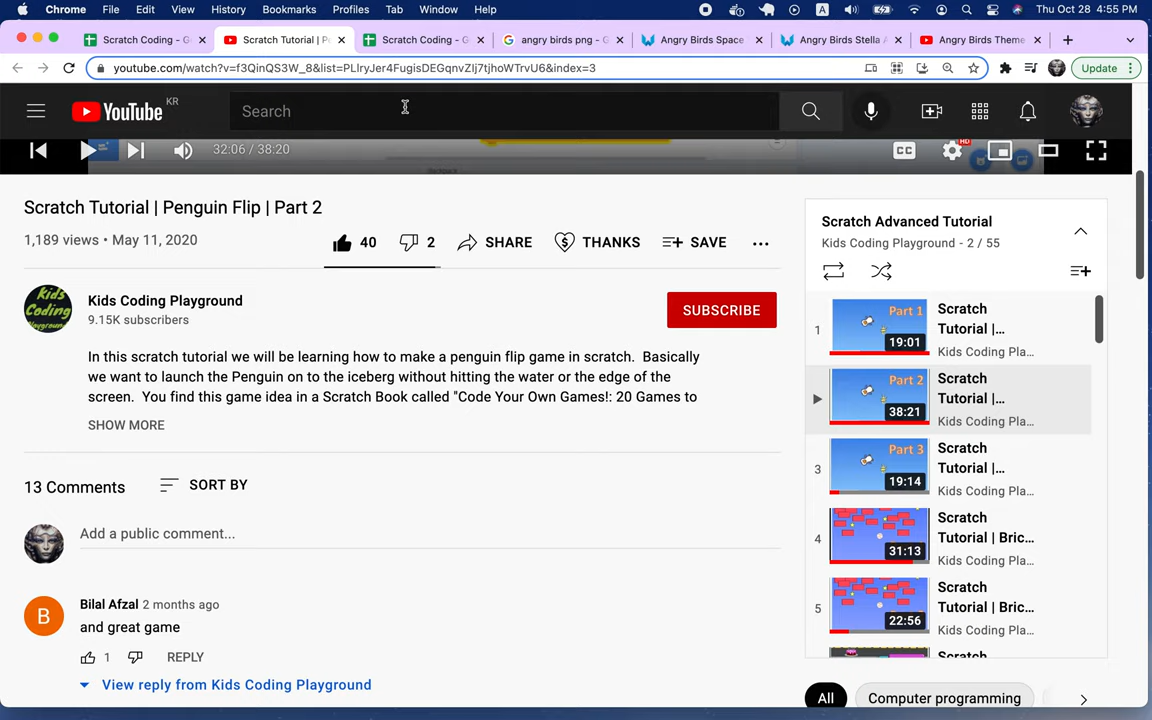 Chrome File Edit View History Bookmarks Profiles Tab Window Help A Thu Oct 28 4:55 PM
Scratch Coding - G Scratch Tutorial | P Scratch Coding - G angry birds png - G Angry Birds Space Angry Birds Stella A Angry Birds Theme
youtube.com/watch?v=f3QinQS3W_8&list=PLIryJer4FugisDEGqnvZIj7tjhoWTrvU6&index=3 Update
YouTube KR Search
32:06 / 38:20 CC HD
Scratch Tutorial | Penguin Flip | Part 2
1,189 views • May 11, 2020
40 2 SHARE THANKS SAVE
Kids Coding Playground
9.15K subscribers
SUBSCRIBE
In this scratch tutorial we will be learning how to make a penguin flip game in scratch. Basically
we want to launch the Penguin on to the iceberg without hitting the water or the edge of the
screen. You find this game idea in a Scratch Book called "Code Your Own Games!: 20 Games to
SHOW MORE
13 Comments SORT BY
Add a public comment...
B
Bilal Afzal 2 months ago
and great game
1 REPLY
View reply from Kids Coding Playground
Scratch Advanced Tutorial
Kids Coding Playground - 2 / 55
1
Part 1
19:01
Scratch
Tutorial |...
Kids Coding Pla...
Part 2
38:21
Scratch
Tutorial |...
Kids Coding Pla...
3
Part 3
19:14
Scratch
Tutorial |...
Kids Coding Pla...
4
31:13
Scratch
Tutorial | Bric...
Kids Coding Pla...
5
22:56
Scratch
Tutorial | Bric...
Kids Coding Pla...
Scratch
All Computer programming